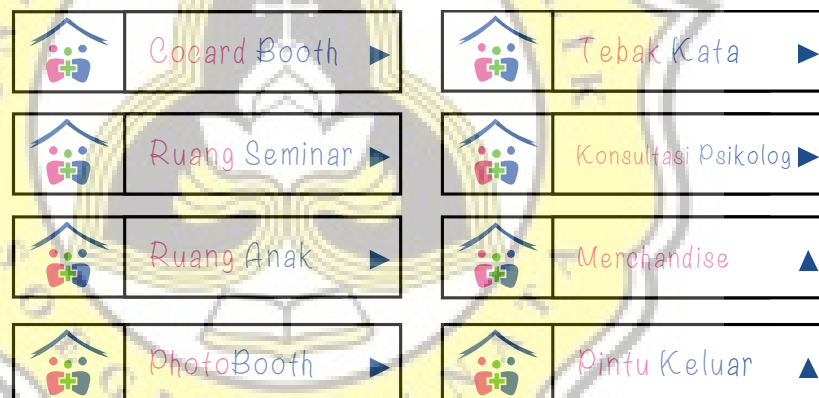 Cocard Booth
Tebak Kata
Ruang Seminar
Konsultasi Psikolog
Ruang Anak
Merchandise
PhotoBooth
Pintu Keluar